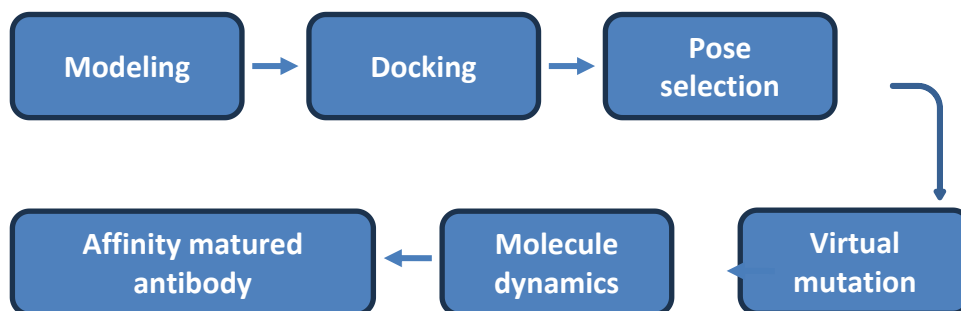 Modeling
Docking
Pose
selection
Virtual
mutation
Molecule
dynamics
Affinity matured
antibody